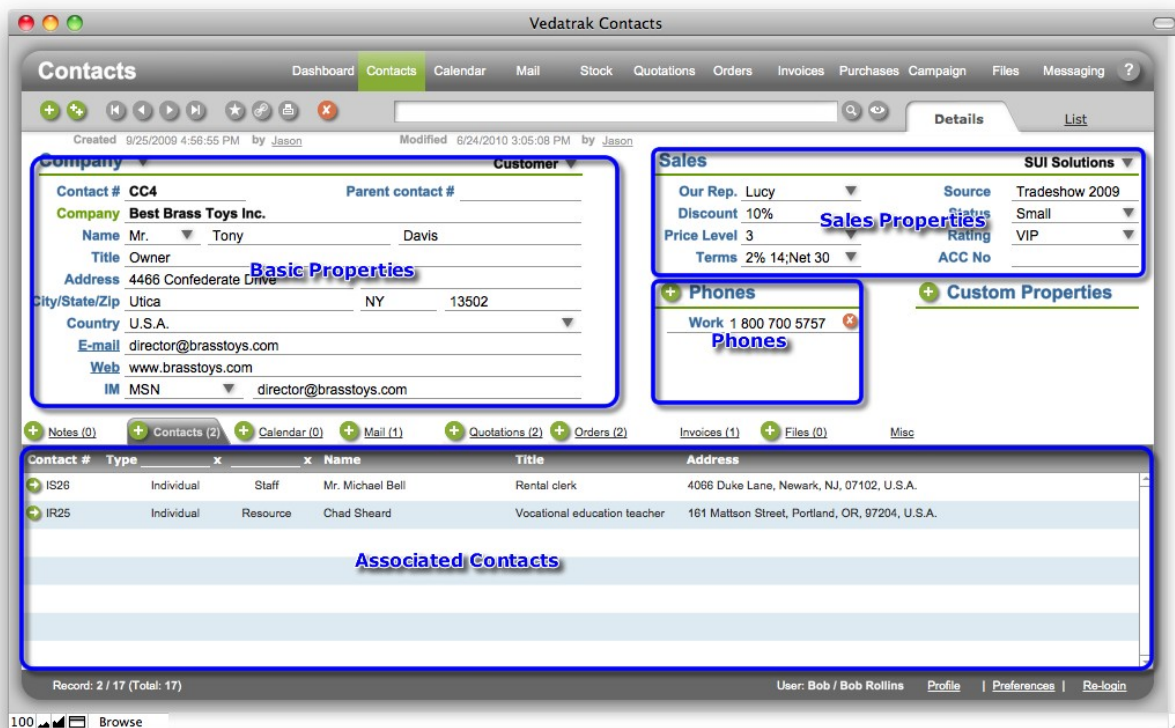 Vedatrak Contacts
Contacts Dashboard Contacts Calendar Mail Stock Quotations Orders Invoices Purchases Campaign Files Messaging ?
Details List
Created 9/25/2009 4:56:55 PM by Jason Modified 6/24/2010 3:05:08 PM by Jason
Company Customer
Contact # CC4 Parent contact #
Company Best Brass Toys Inc.
Name Mr. Tony Davis
Title Owner
Basic Properties
Address 4466 Confederate Drive
City/State/Zip Utica NY 13502
Country U.S.A.
E-mail director@brasstoys.com
Web www.brasstoys.com
IM MSN director@brasstoys.com
Sales SUI Solutions
Our Rep. Lucy Source Tradeshow 2009
Discount 10% Status Small
Sales Properties
Price Level 3 Rating VIP
Terms 2% 14;Net 30 ACC No
Phones
Work 1 800 700 5757
Phones
Custom Properties
Notes (0) Contacts (2) Calendar (0) Mail (1) Quotations (2) Orders (2) Invoices (1) Files (0) Misc
Contact # Type x x Name Title Address
IS26 Individual Staff Mr. Michael Bell Rental clerk 4066 Duke Lane, Newark, NJ, 07102, U.S.A.
IR25 Individual Resource Chad Sheard Vocational education teacher 161 Mattson Street, Portland, OR, 97204, U.S.A.
Associated Contacts
Record: 2 / 17 (Total: 17) User: Bob / Bob Rollins Profile | Preferences | Re-login
100 Browse